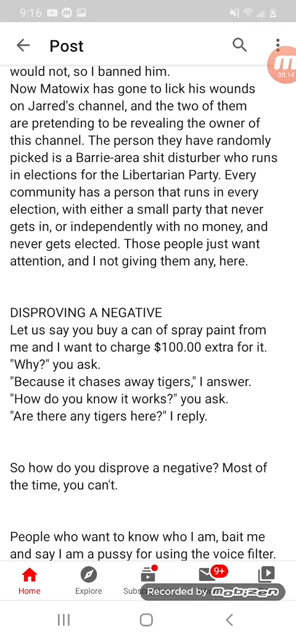 9:16
Post
05:14
would not, so I banned him.
Now Matowix has gone to lick his wounds
on Jarred's channel, and the two of them
are pretending to be revealing the owner of
this channel. The person they have randomly
picked is a Barrie-area shit disturber who runs
in elections for the Libertarian Party. Every
community has a person that runs in every
election, with either a small party that never
gets in, or independently with no money, and
never gets elected. Those people just want
attention, and I not giving them any, here.
DISPROVING A NEGATIVE
Let us say you buy a can of spray paint from
me and I want to charge $100.00 extra for it.
"Why?" you ask.
"Because it chases away tigers," I answer.
"How do you know it works?" you ask.
"Are there any tigers here?" I reply.
So how do you disprove a negative? Most of
the time, you can't.
People who want to know who I am, bait me
and say I am a pussy for using the voice filter.
9+
Home Explore
Recorded by mobizen